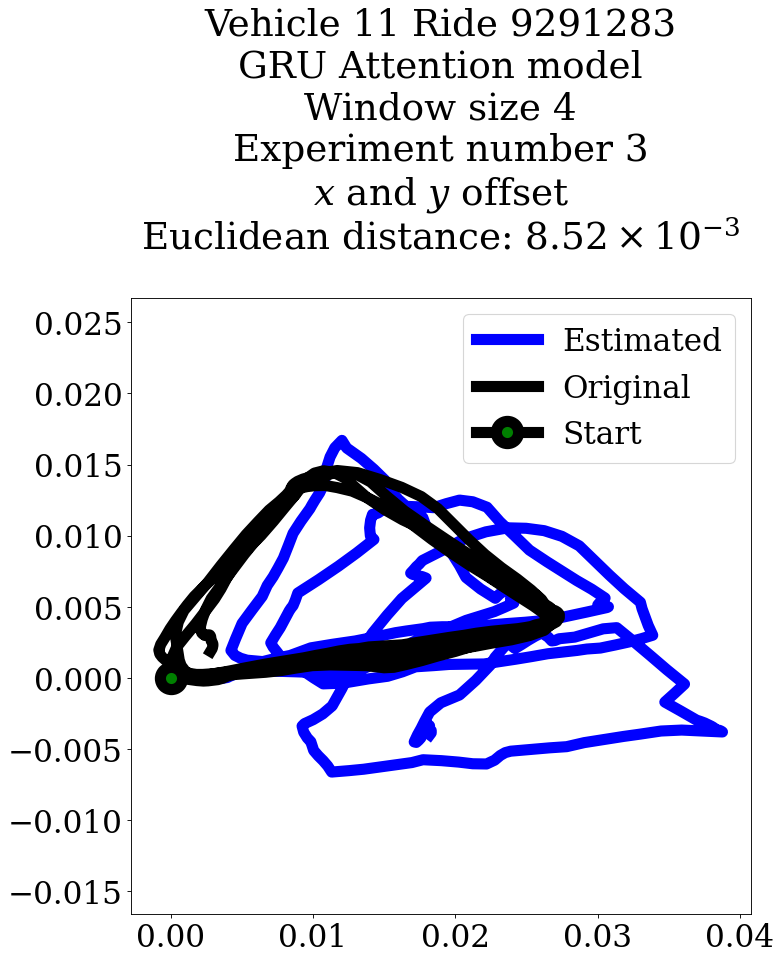 Vehicle 11 Ride 9291283
GRU Attention model
Window size 4
Experiment number 3
x and y offset
Euclidean distance: 8.52 × 10⁻³
Estimated
Original
Start
0.025
0.020
0.015
0.010
0.005
0.000
−0.005
−0.010
−0.015
0.00 0.01 0.02 0.03 0.04